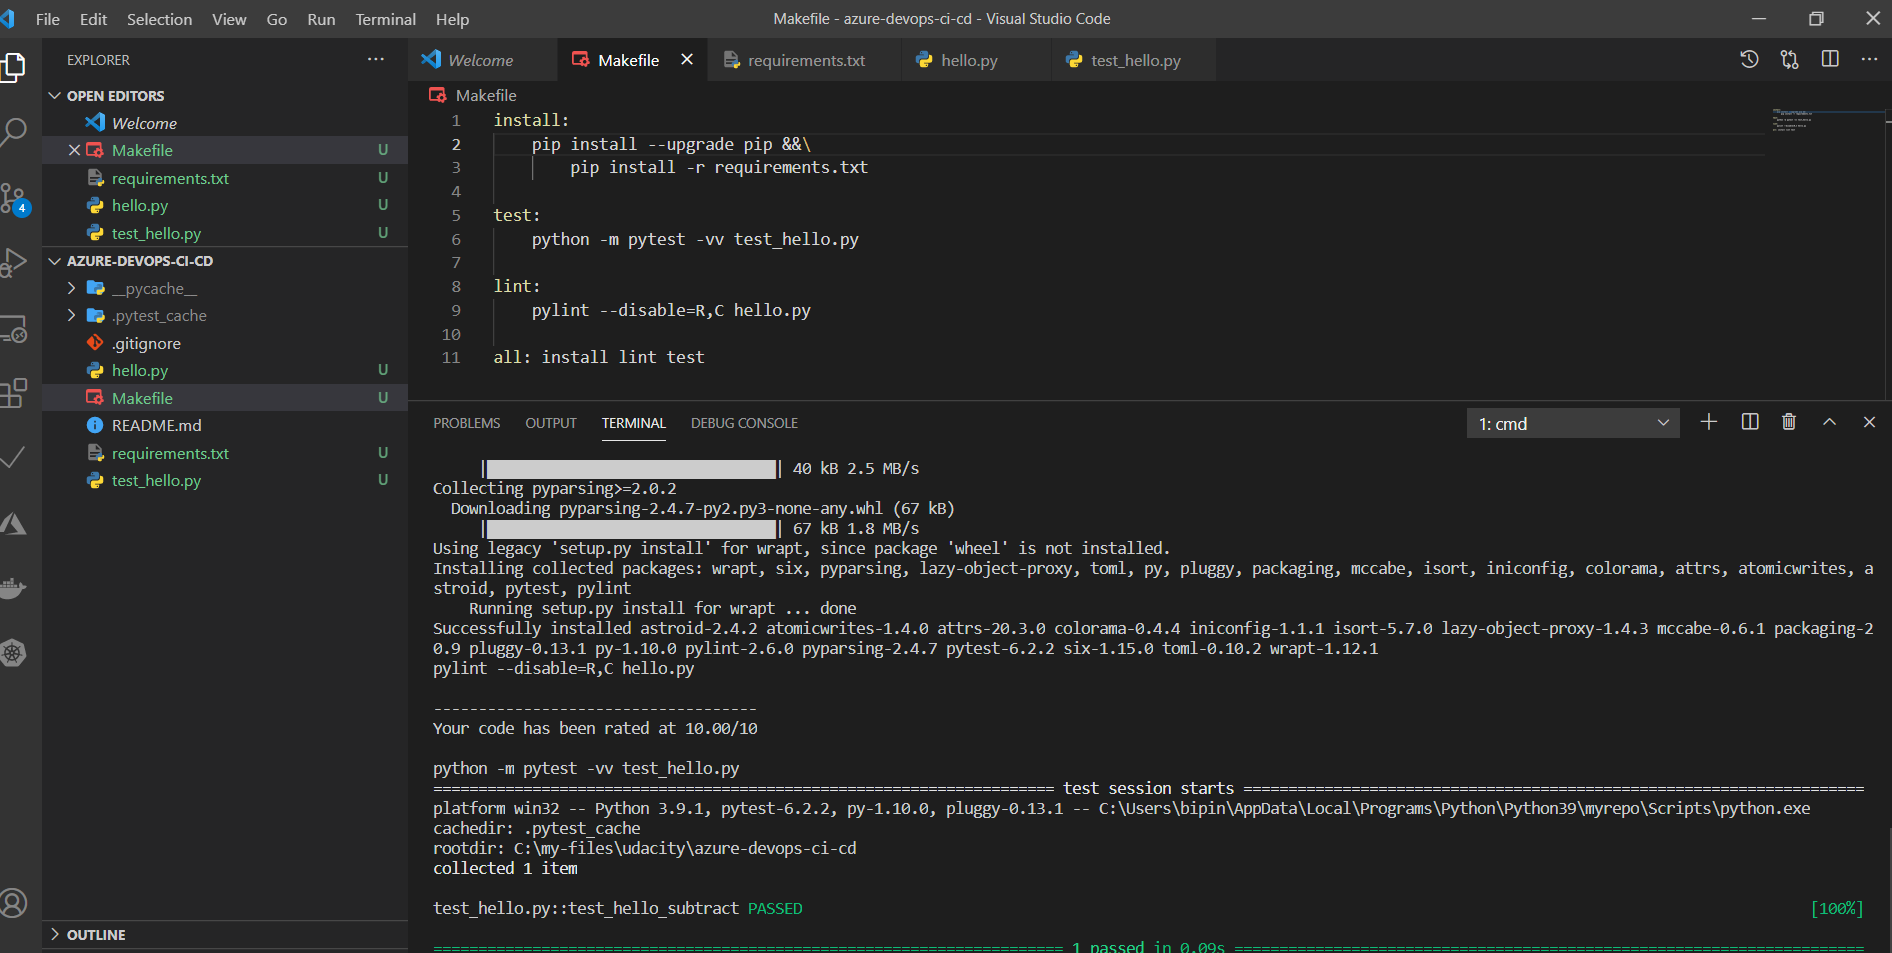 File Edit Selection View Go Run Terminal Help
Makefile - azure-devops-ci-cd - Visual Studio Code
EXPLORER
OPEN EDITORS
Welcome
Makefile U
requirements.txt U
hello.py U
test_hello.py U
4
AZURE-DEVOPS-CI-CD
__pycache__
.pytest_cache
.gitignore
hello.py U
Makefile U
README.md
requirements.txt U
test_hello.py U
OUTLINE
Welcome Makefile requirements.txt hello.py test_hello.py
Makefile
1 install:
2 pip install --upgrade pip &&\
3 pip install -r requirements.txt
4
5 test:
6 python -m pytest -vv test_hello.py
7
8 lint:
9 pylint --disable=R,C hello.py
10
11 all: install lint test
PROBLEMS OUTPUT TERMINAL DEBUG CONSOLE 1: cmd
| | 40 kB 2.5 MB/s
Collecting pyparsing>=2.0.2
Downloading pyparsing-2.4.7-py2.py3-none-any.whl (67 kB)
| | 67 kB 1.8 MB/s
Using legacy 'setup.py install' for wrapt, since package 'wheel' is not installed.
Installing collected packages: wrapt, six, pyparsing, lazy-object-proxy, toml, py, pluggy, packaging, mccabe, isort, iniconfig, colorama, attrs, atomicwrites, a
stroid, pytest, pylint
Running setup.py install for wrapt ... done
Successfully installed astroid-2.4.2 atomicwrites-1.4.0 attrs-20.3.0 colorama-0.4.4 iniconfig-1.1.1 isort-5.7.0 lazy-object-proxy-1.4.3 mccabe-0.6.1 packaging-2
0.9 pluggy-0.13.1 py-1.10.0 pylint-2.6.0 pyparsing-2.4.7 pytest-6.2.2 six-1.15.0 toml-0.10.2 wrapt-1.12.1
pylint --disable=R,C hello.py
------------------------------------
Your code has been rated at 10.00/10
python -m pytest -vv test_hello.py
===================================================================== test session starts =====================================================================
platform win32 -- Python 3.9.1, pytest-6.2.2, py-1.10.0, pluggy-0.13.1 -- C:\Users\bipin\AppData\Local\Programs\Python\Python39\myrepo\Scripts\python.exe
cachedir: .pytest_cache
rootdir: C:\my-files\udacity\azure-devops-ci-cd
collected 1 item
test_hello.py::test_hello_subtract PASSED [100%]
====================================================================== 1 passed in 0.09s ======================================================================